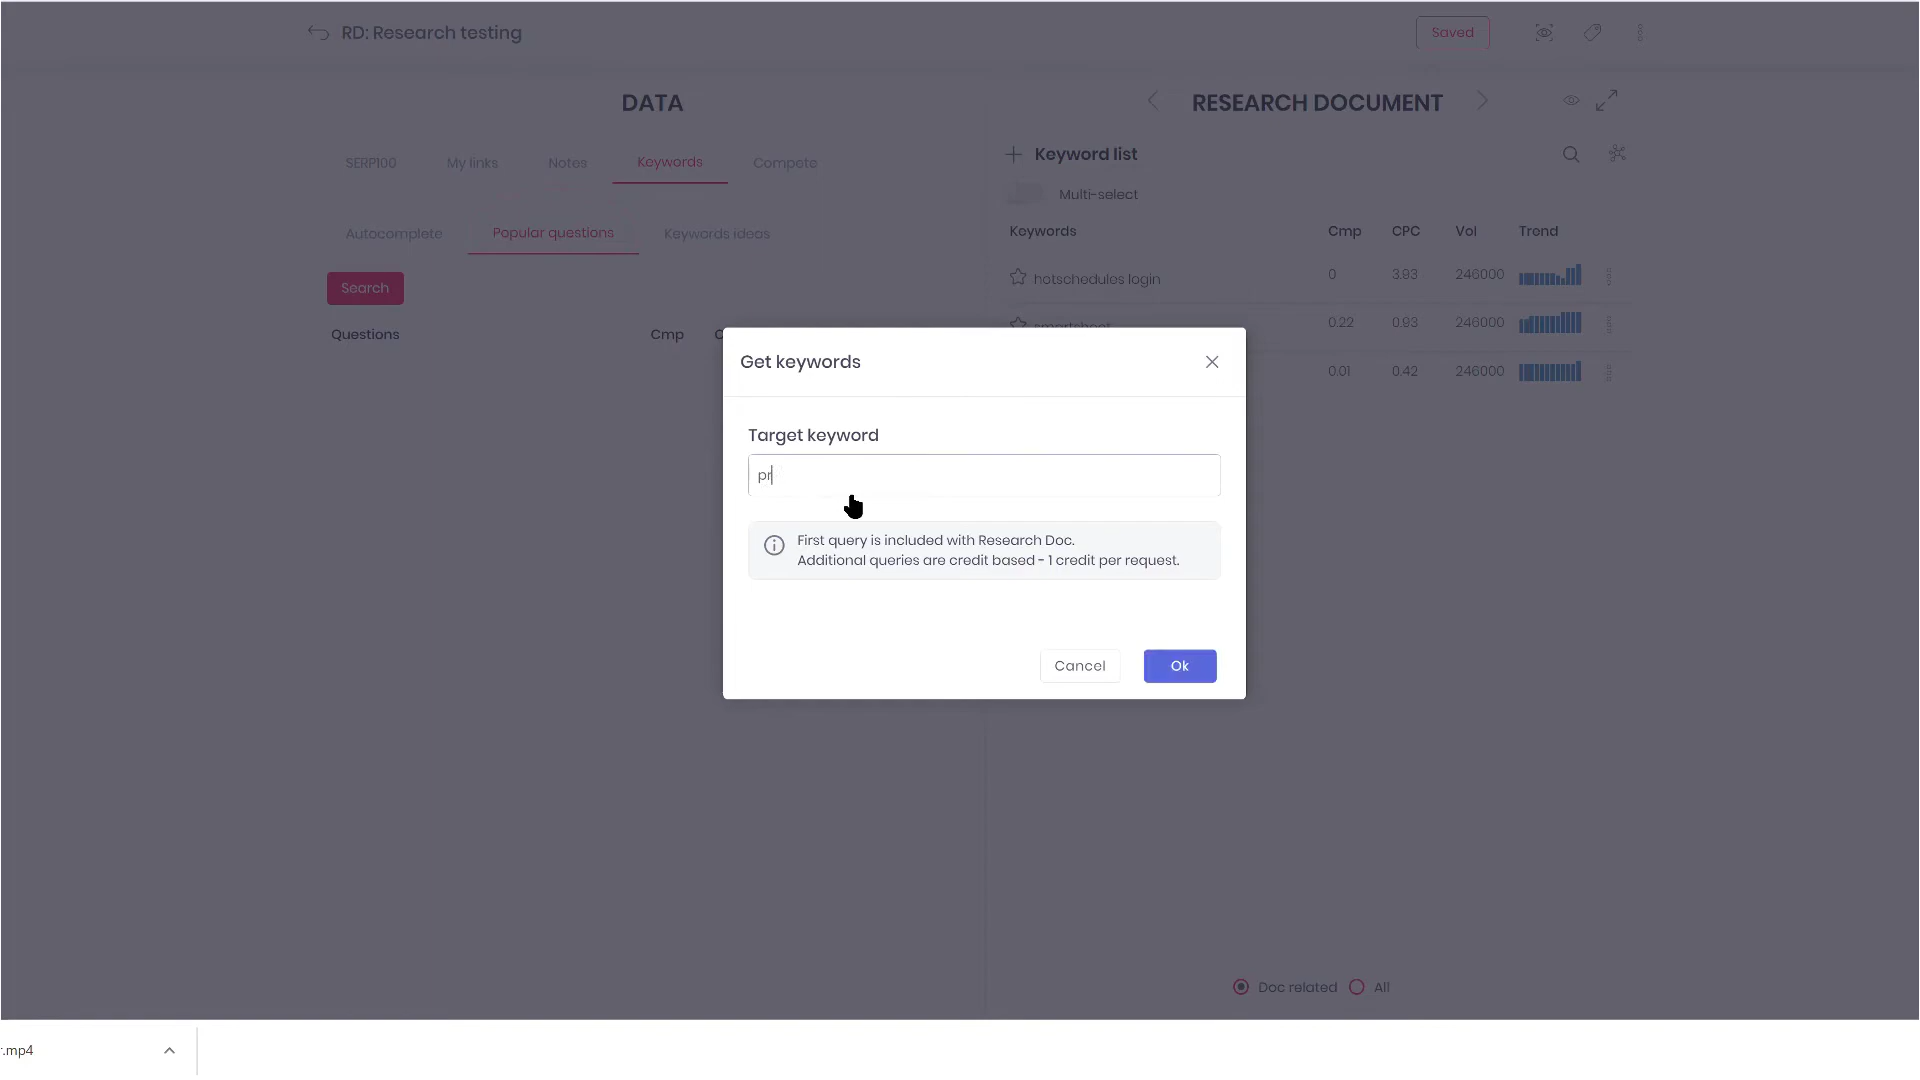 RD: Research testing
Saved
DATA
RESEARCH DOCUMENT
SERP100
My links
Notes
Keywords
Compete
Keyword list
Multi-select
Autocomplete
Popular questions
Keywords ideas
Keywords Cmp CPC Vol Trend
Search
hotschedules login 0 3.93 246000
Questions Cmp
smartsheet 0.22 0.93 246000
0.01 0.42 246000
Get keywords
Target keyword
pr
First query is included with Research Doc.
Additional queries are credit based - 1 credit per request.
Cancel
Ok
Doc related
All
r.mp4